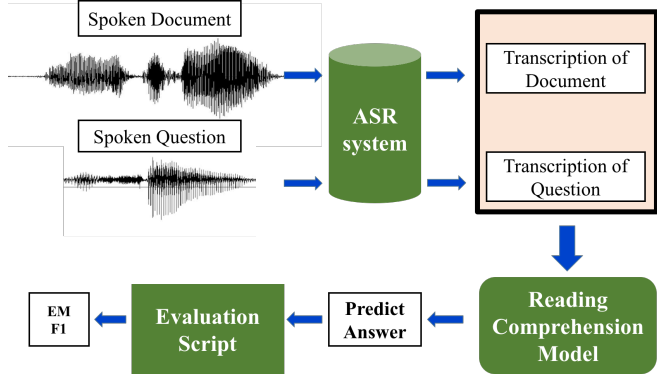 Spoken Document
Spoken Question
ASR
system
Transcription of
Document
Transcription of
Question
Reading
Comprehension
Model
Predict
Answer
Evaluation
Script
EM
F1